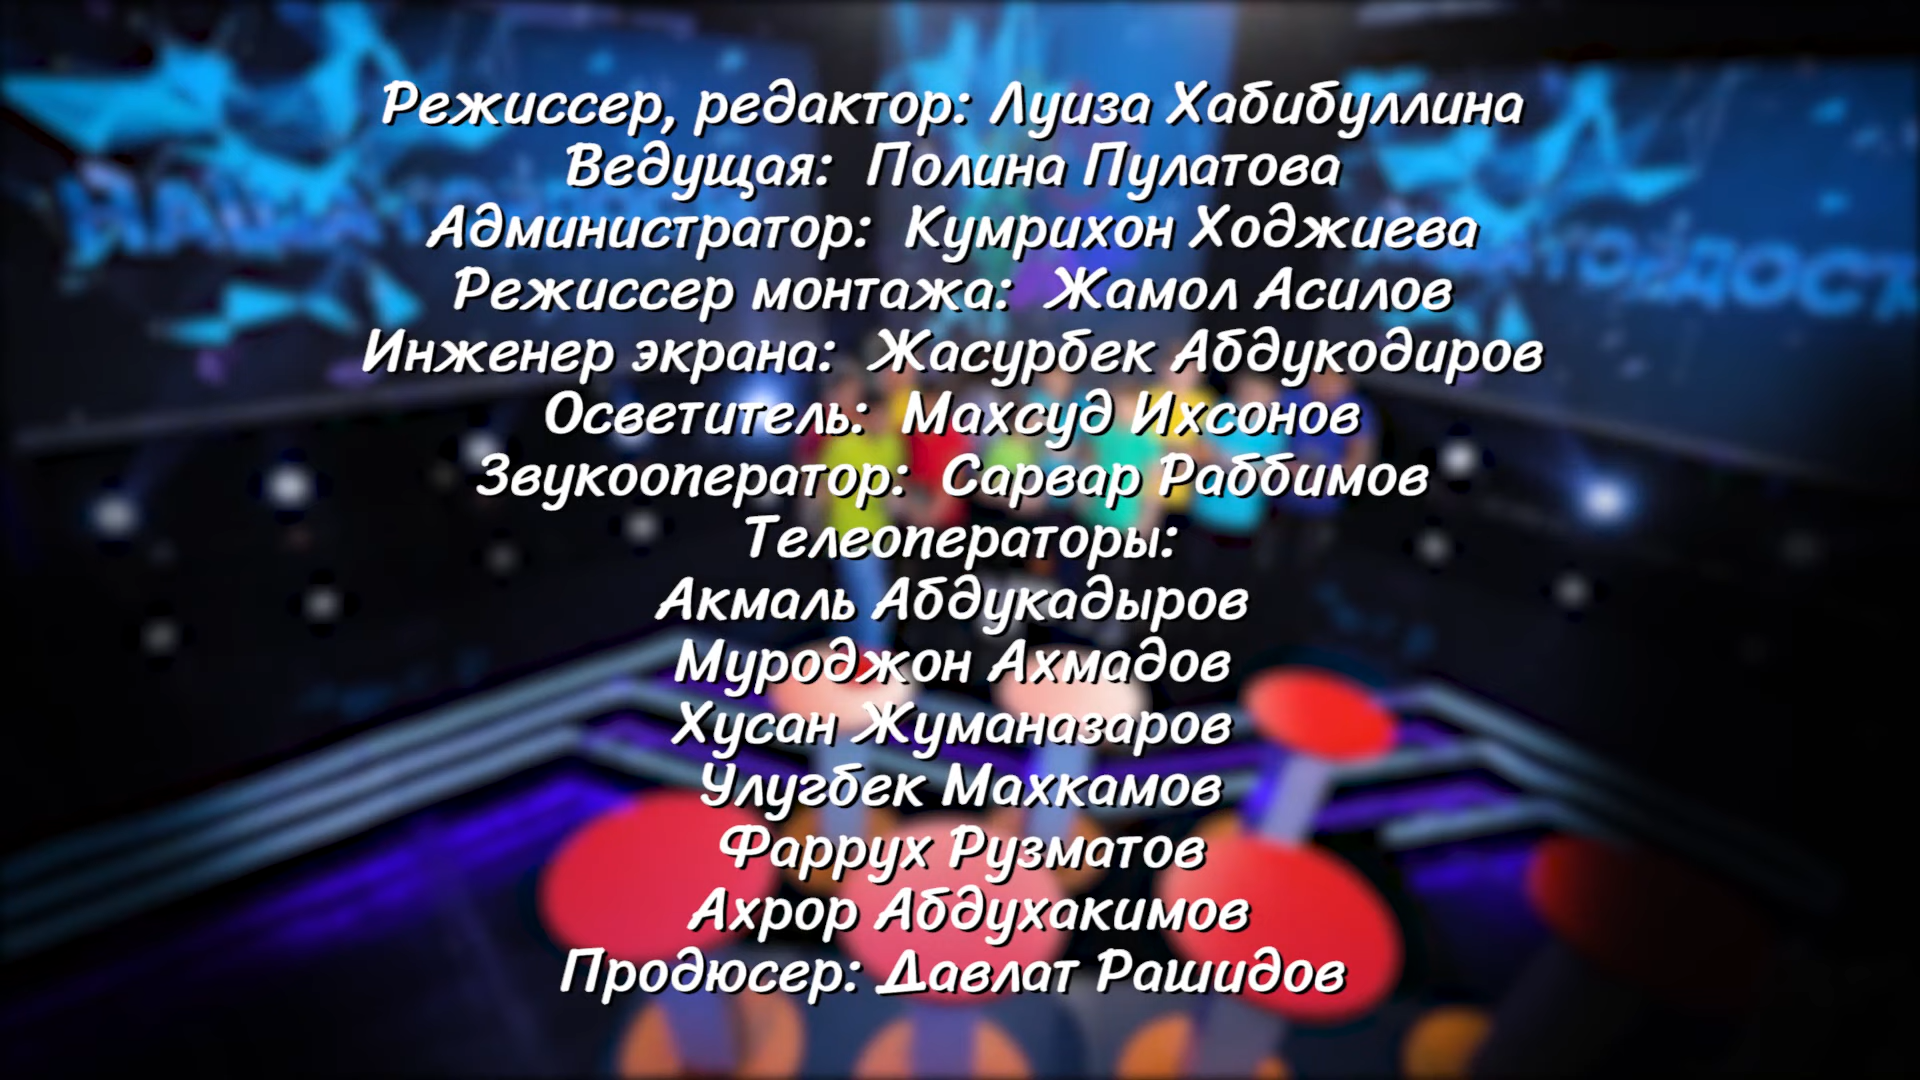 Режиссер, редактор: Луиза Хабибуллина
Ведущая: Полина Пулатова
Администратор: Кумрихон Ходжиева
Режиссер монтажа: Жамол Асилов
Инженер экрана: Жасурбек Абдукодиров
Осветитель: Махсуд Ихсонов
Звукооператор: Сарвар Раббимов
Телеоператоры:
Акмаль Абдукадыров
Муроджон Ахмадов
Хусан Жуманазаров
Улугбек Махкамов
Фаррух Рузматов
Ахрор Абдухакимов
Продюсер: Давлат Рашидов